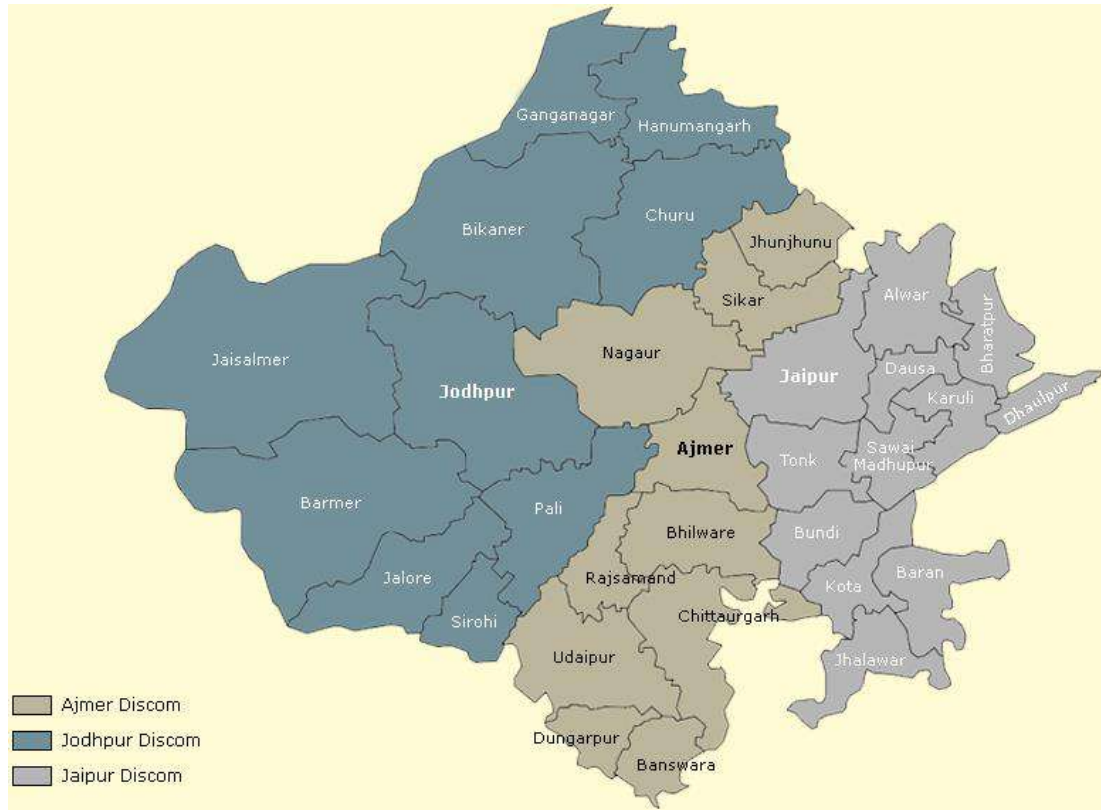 Ganganagar
Hanumangarh
Churu
Bikaner
Jhunjhunu
Sikar
Alwar
Bharatpur
Jaisalmer
Nagaur
Jodhpur
Jaipur
Dausa
Karuli
Dhaulpur
Ajmer
Tonk
Sawai
Madhupur
Barmer
Pali
Bhilware
Bundi
Jalore
Rajsamand
Kota
Baran
Sirohi
Chittaurgarh
Udaipur
Jhalawar
Dungarpur
Banswara
Ajmer Discom
Jodhpur Discom
Jaipur Discom